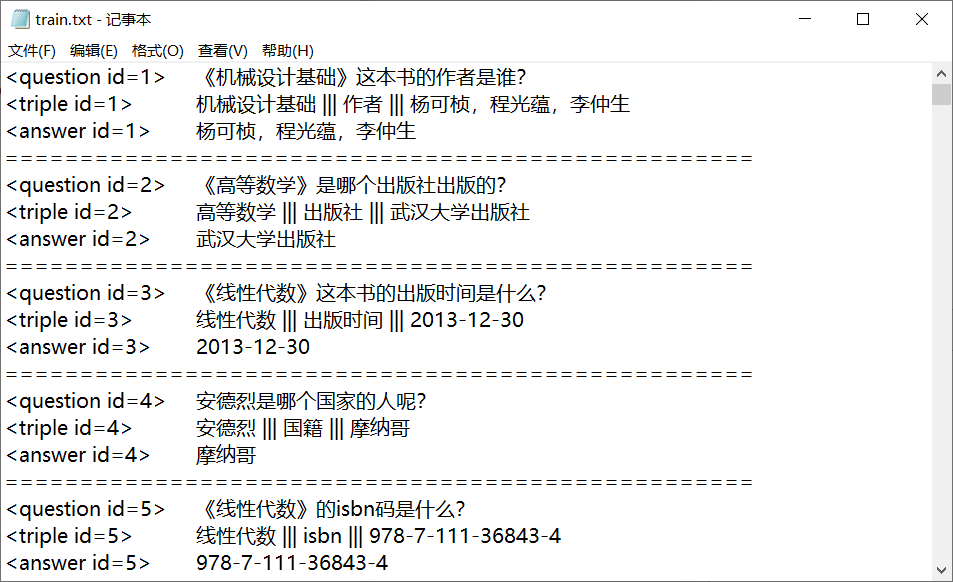 train.txt - 记事本
文件(F) 编辑(E) 格式(O) 查看(V) 帮助(H)
<question id=1> 《机械设计基础》这本书的作者是谁?
<triple id=1> 机械设计基础 ||| 作者 ||| 杨可桢，程光蕴，李仲生
<answer id=1> 杨可桢，程光蕴，李仲生
==================================================
<question id=2> 《高等数学》是哪个出版社出版的?
<triple id=2> 高等数学 ||| 出版社 ||| 武汉大学出版社
<answer id=2> 武汉大学出版社
==================================================
<question id=3> 《线性代数》这本书的出版时间是什么?
<triple id=3> 线性代数 ||| 出版时间 ||| 2013-12-30
<answer id=3> 2013-12-30
==================================================
<question id=4> 安德烈是哪个国家的人呢?
<triple id=4> 安德烈 ||| 国籍 ||| 摩纳哥
<answer id=4> 摩纳哥
==================================================
<question id=5> 《线性代数》的isbn码是什么?
<triple id=5> 线性代数 ||| isbn ||| 978-7-111-36843-4
<answer id=5> 978-7-111-36843-4